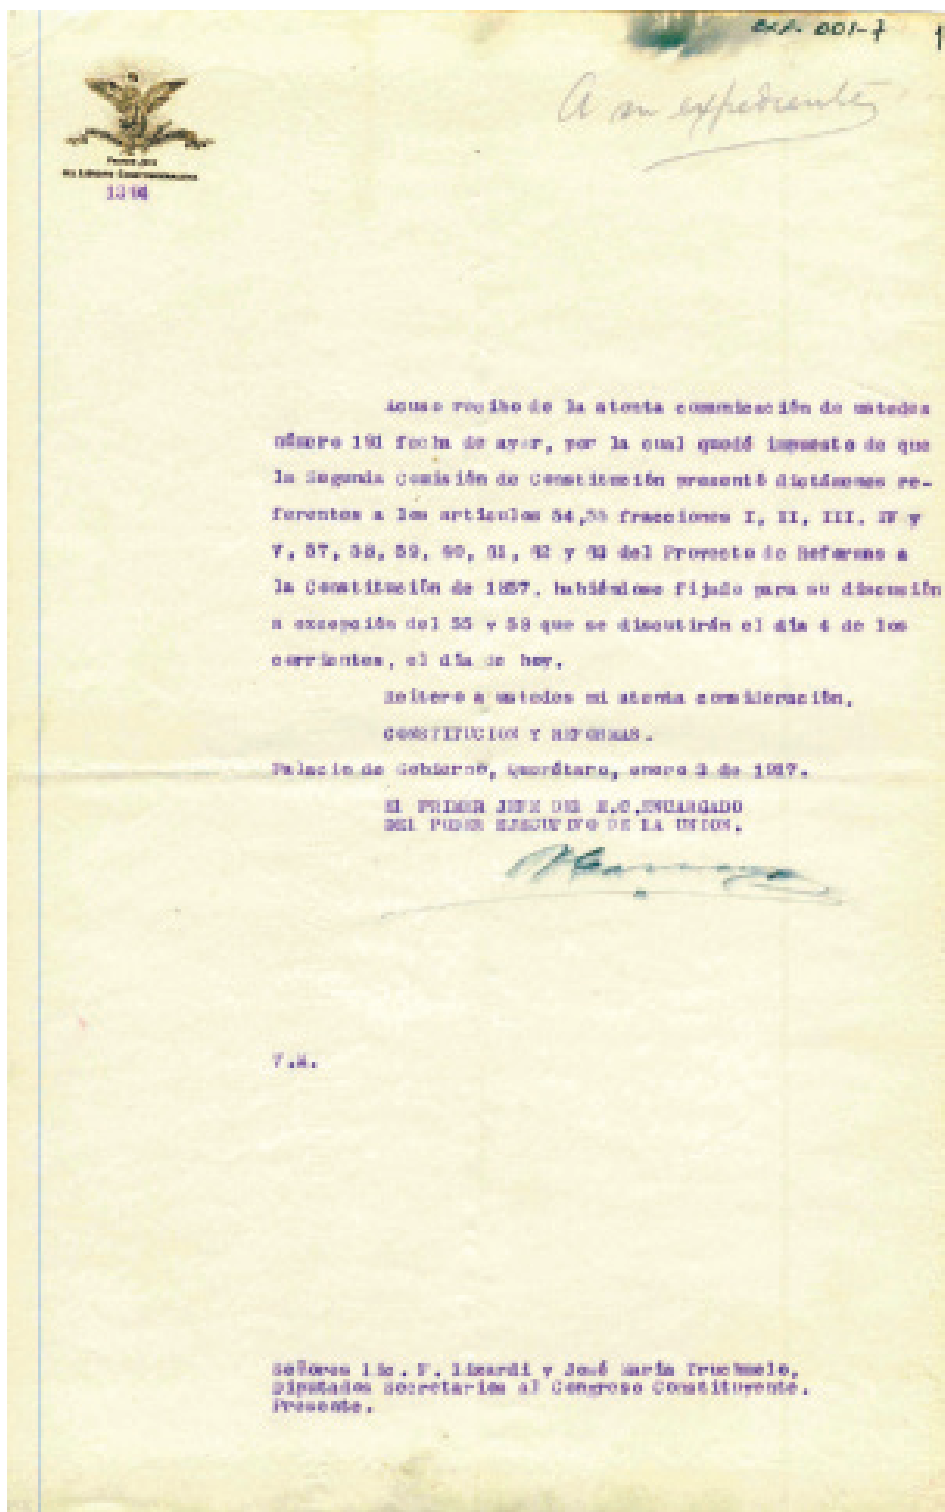 EXP. 001-7 1
A su expediente
1396
Acuso recibo de la atenta comunicación de ustedes
número 191 fecha de ayer, por la cual quedé impuesto de que
la Segunda Comisión de Constitución presentó dictámenes re-
ferentes a los artículos 54,55 fracciones I, II, III, IV y
V, 57, 58, 59, 60, 61, 62 y 63 del Proyecto de Reformas a
la Constitución de 1857, habiéndose fijado para su discusión
a excepción del 55 y 58 que se discutirán el día 4 de los
corrientes, el día de hoy.
Reitero a ustedes mi atenta consideración.
CONSTITUCION Y REFORMAS.
Palacio de Gobierno, Querétaro, enero 3 de 1917.
El PRIMER JEFE DEL E.C.ENCARGADO
DEL PODER EJECUTIVO DE LA UNION.
VCarranza
Señores Lic. F. Lizardi y José María Truchuelo,
Diputados Secretarios al Congreso Constituyente.
Presente.